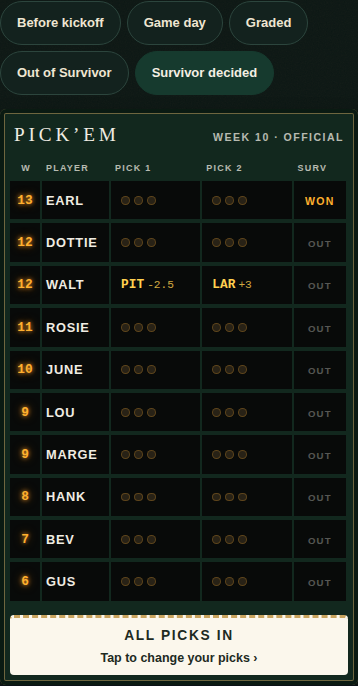 Before kickoff Game day Graded
Out of Survivor Survivor decided
PICK'EM WEEK 10 · OFFICIAL
W PLAYER PICK 1 PICK 2 SURV
13 EARL WON
12 DOTTIE OUT
12 WALT PIT -2.5 LAR +3 OUT
11 ROSIE OUT
10 JUNE OUT
9 LOU OUT
9 MARGE OUT
8 HANK OUT
7 BEV OUT
6 GUS OUT
ALL PICKS IN
Tap to change your picks ›